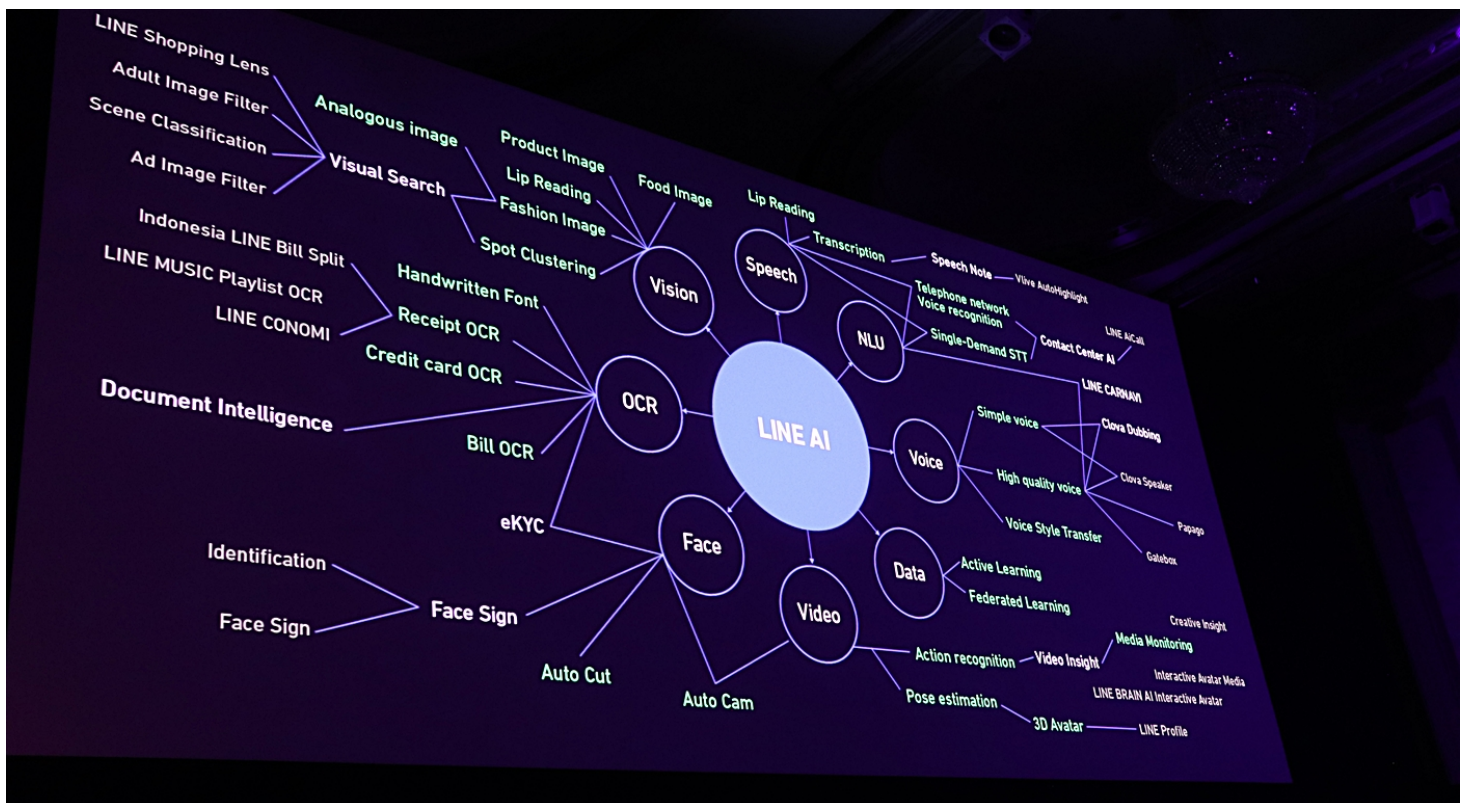 LINE Shopping Lens
Adult Image Filter
Scene Classification
Ad Image Filter
Visual Search
Analogous image
Product Image
Lip Reading
Food Image
Fashion Image
Spot Clustering
Vision
Indonesia LINE Bill Split
LINE MUSIC Playlist OCR
LINE CONOMI
Handwritten Font
Receipt OCR
Credit card OCR
Document Intelligence
Bill OCR
OCR
eKYC
Identification
Face Sign
Face Sign
Face
Auto Cut
Auto Cam
LINE AI
Lip Reading
Speech
Transcription
Speech Note
Vlive AutoHighlight
NLU
Telephone network
Voice recognition
Single-Demand STT
Contact Center AI
LINE AiCall
LINE CARNAVI
Voice
Simple voice
High quality voice
Voice Style Transfer
Clova Dubbing
Clova Speaker
Papago
Gatebox
Data
Active Learning
Federated Learning
Video
Action recognition
Video Insight
Media Monitoring
Creative Insight
Pose estimation
3D Avatar
LINE Profile
Interactive Avatar Media
LINE BRAIN AI Interactive Avatar